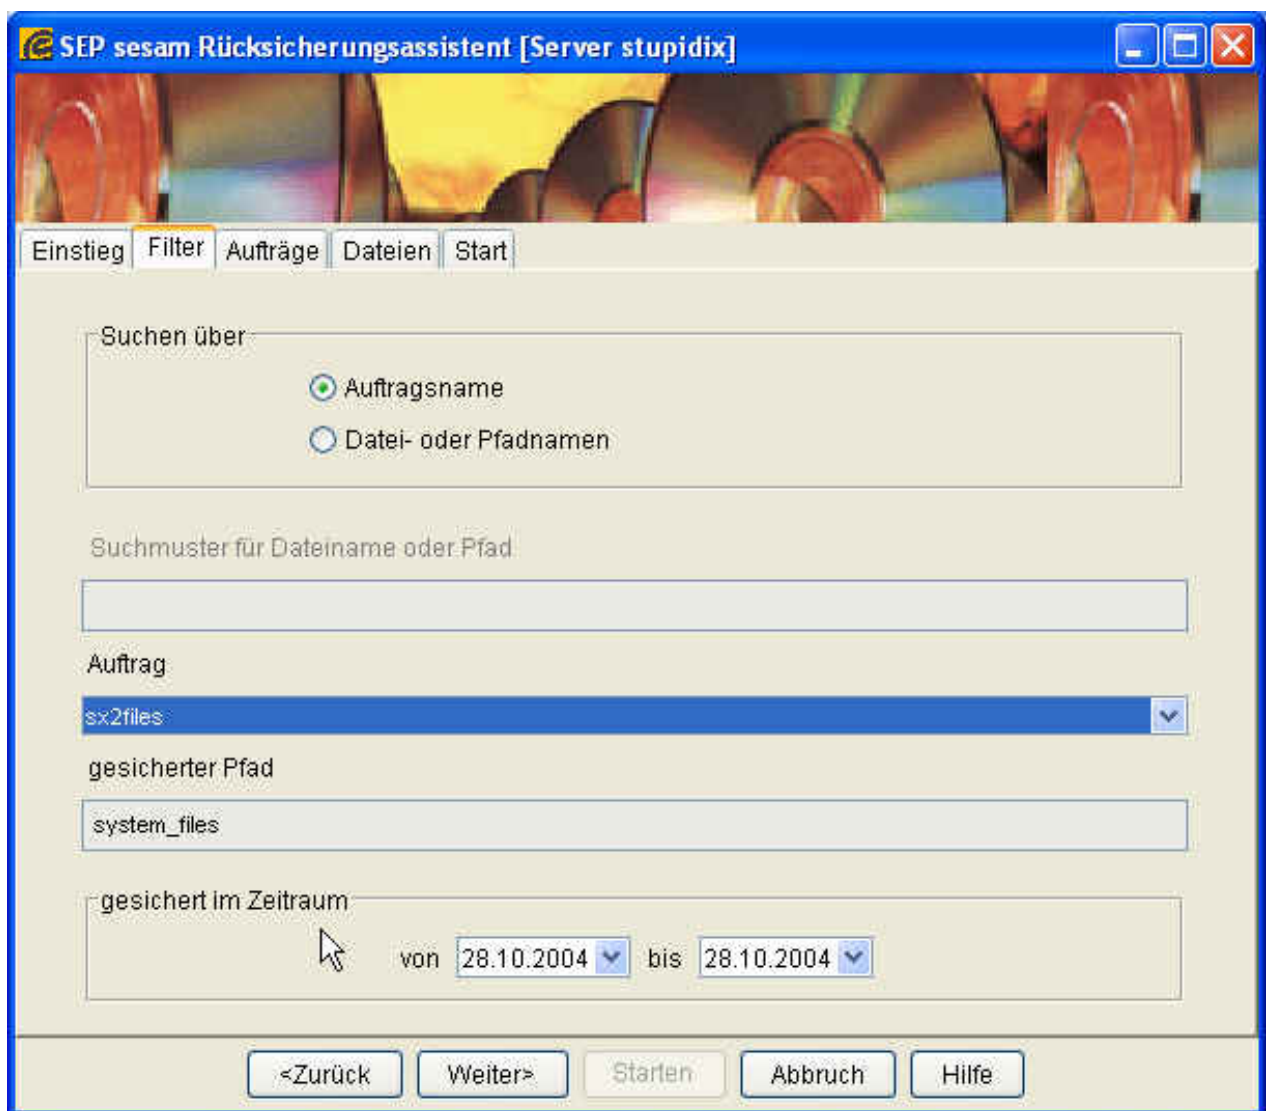 SEP sesam Rücksicherungsassistent [Server stupidix]
Einstieg Filter Aufträge Dateien Start
Suchen über
Auftragsname
Datei- oder Pfadnamen
Suchmuster für Dateiname oder Pfad
Auftrag
sx2files
gesicherter Pfad
system_files
gesichert im Zeitraum
von 28.10.2004 bis 28.10.2004
<Zurück Weiter> Starten Abbruch Hilfe